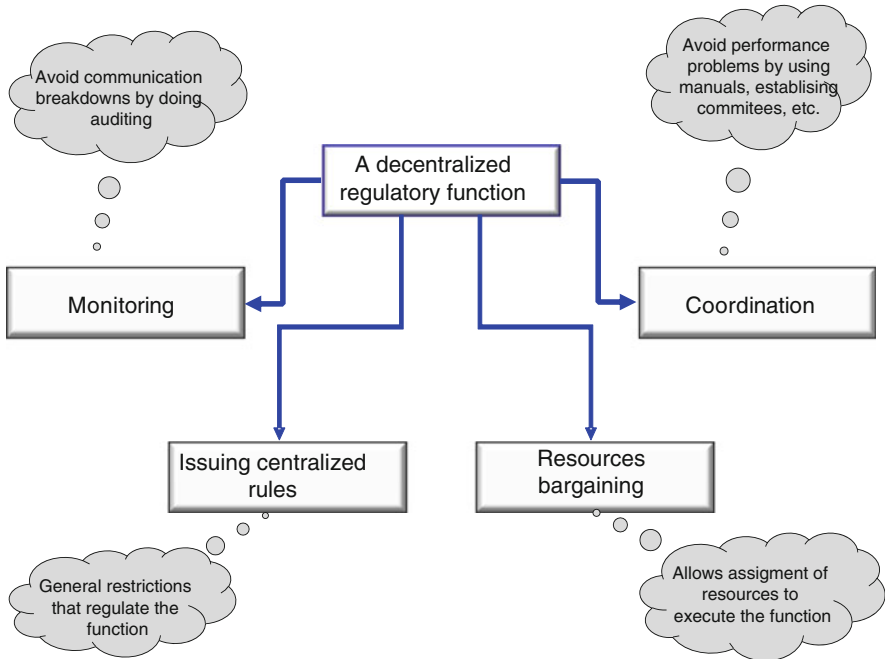 Avoid communication
breakdowns by doing
auditing
Avoid performance
problems by using
manuals, establising
commitees, etc.
A decentralized
regulatory function
Monitoring
Coordination
Issuing centralized
rules
Resources
bargaining
General restrictions
that regulate the
function
Allows assigment of
resources to
execute the function